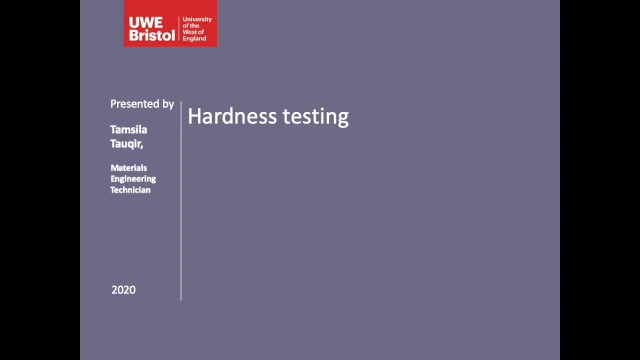 UWE
Bristol
University
of the
West of
England
Presented by
Tamsila
Tauqir,
Materials
Engineering
Technician
2020
Hardness testing